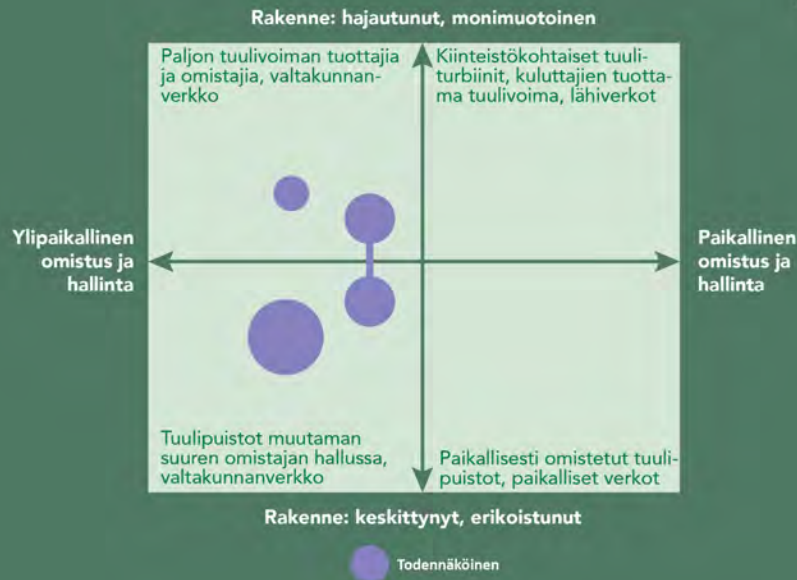 Rakenne: hajautunut, monimuotoinen
Paljon tuulivoiman tuottajia
ja omistajia, valtakunnan-
verkko
Kiinteistökohtaiset tuuli-
turbiinit, kuluttajien tuotta-
ma tuulivoima, lähiverkot
Ylipaikallinen
omistus ja
hallinta
Paikallinen
omistus ja
hallinta
Tuulipuistot muutaman
suuren omistajan hallussa,
valtakunnanverkko
Paikallisesti omistetut tuuli-
puistot, paikalliset verkot
Rakenne: keskittynyt, erikoistunut
Todennäköinen